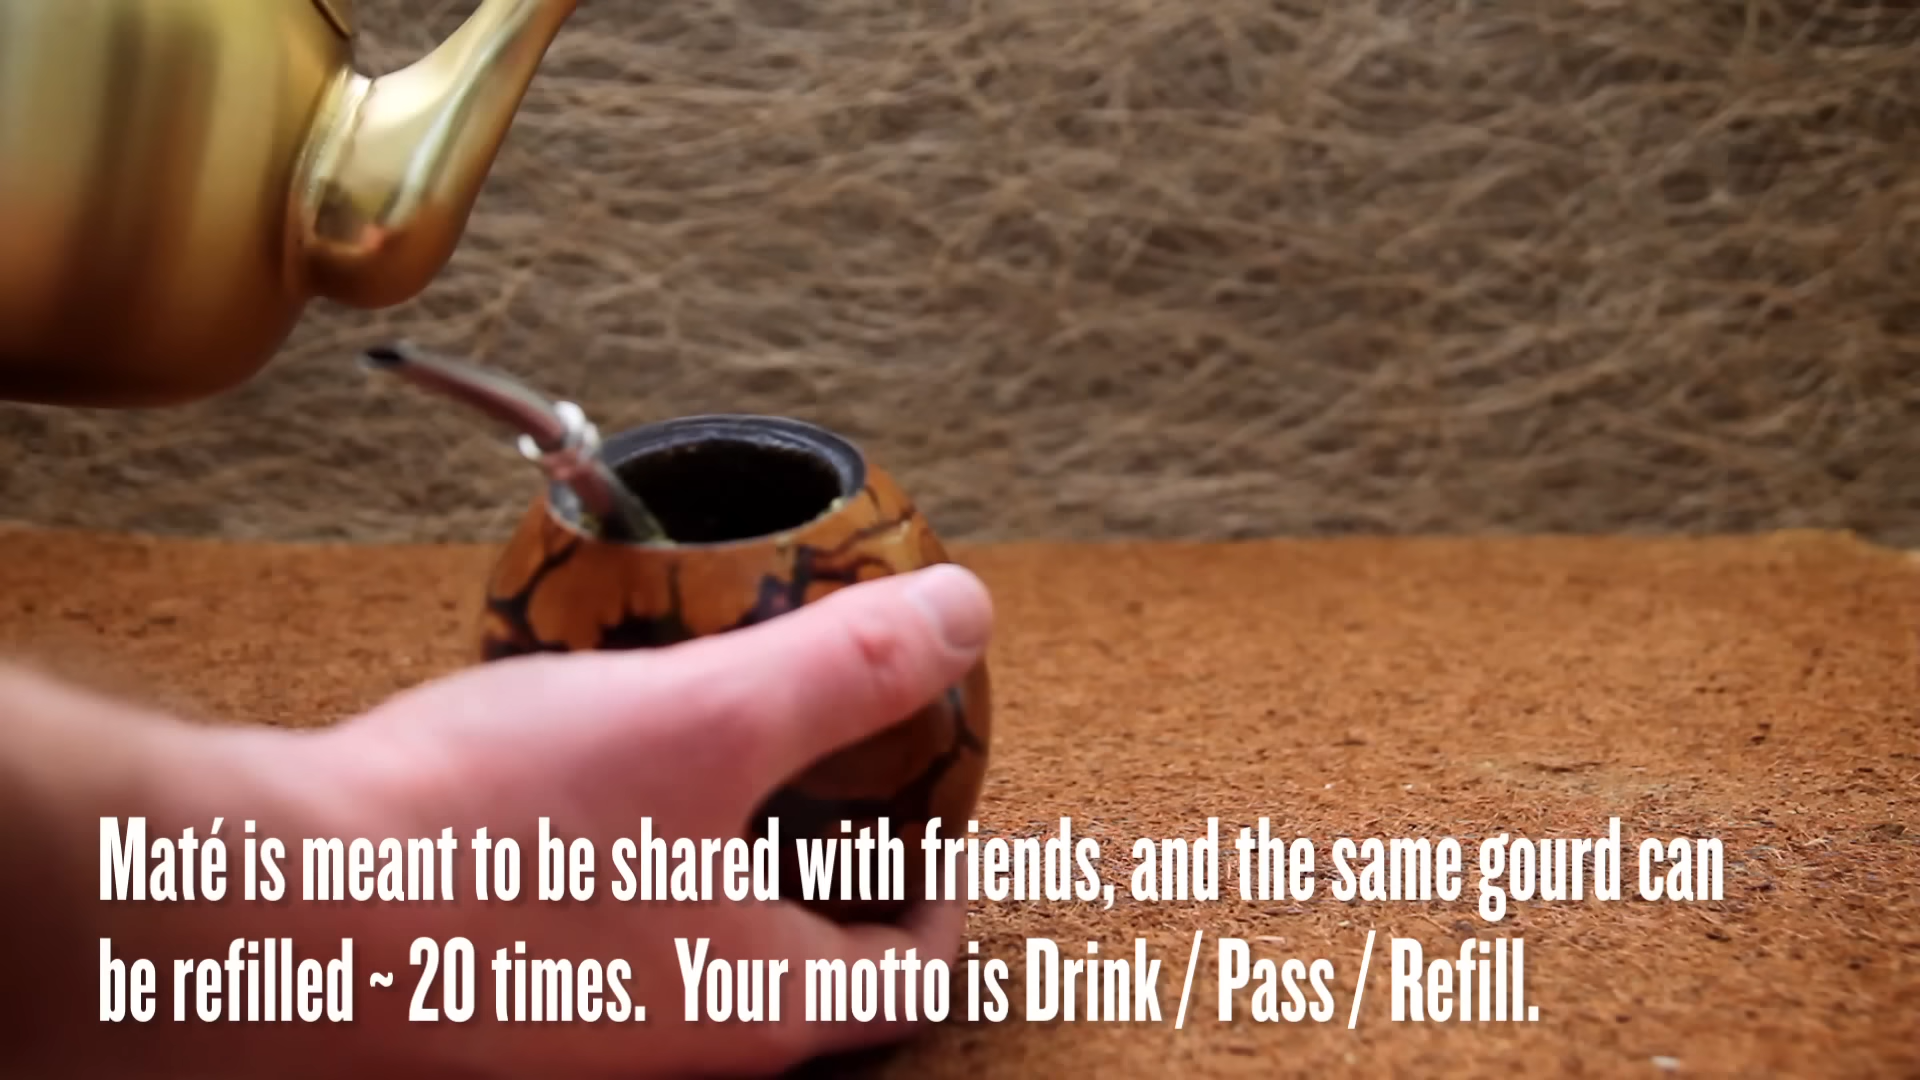 Maté is meant to be shared with friends, and the same gourd can
be refilled ~ 20 times.  Your motto is Drink / Pass / Refill.